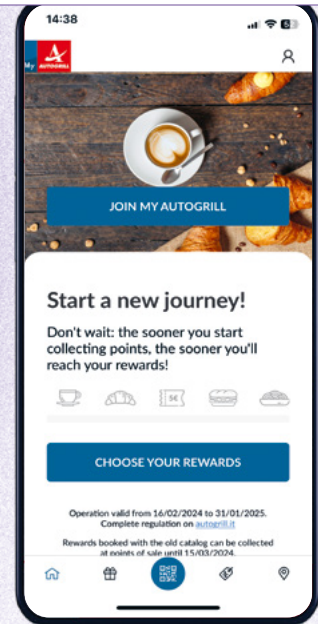 14:38
My AUTOGRILL
JOIN MY AUTOGRILL
Start a new journey!
Don't wait: the sooner you start
collecting points, the sooner you'll
reach your rewards!
5€
CHOOSE YOUR REWARDS
Operation valid from 16/02/2024 to 31/01/2025.
Complete regulation on autogrill.it
Rewards booked with the old catalog can be collected
at points of sale until 15/03/2024.